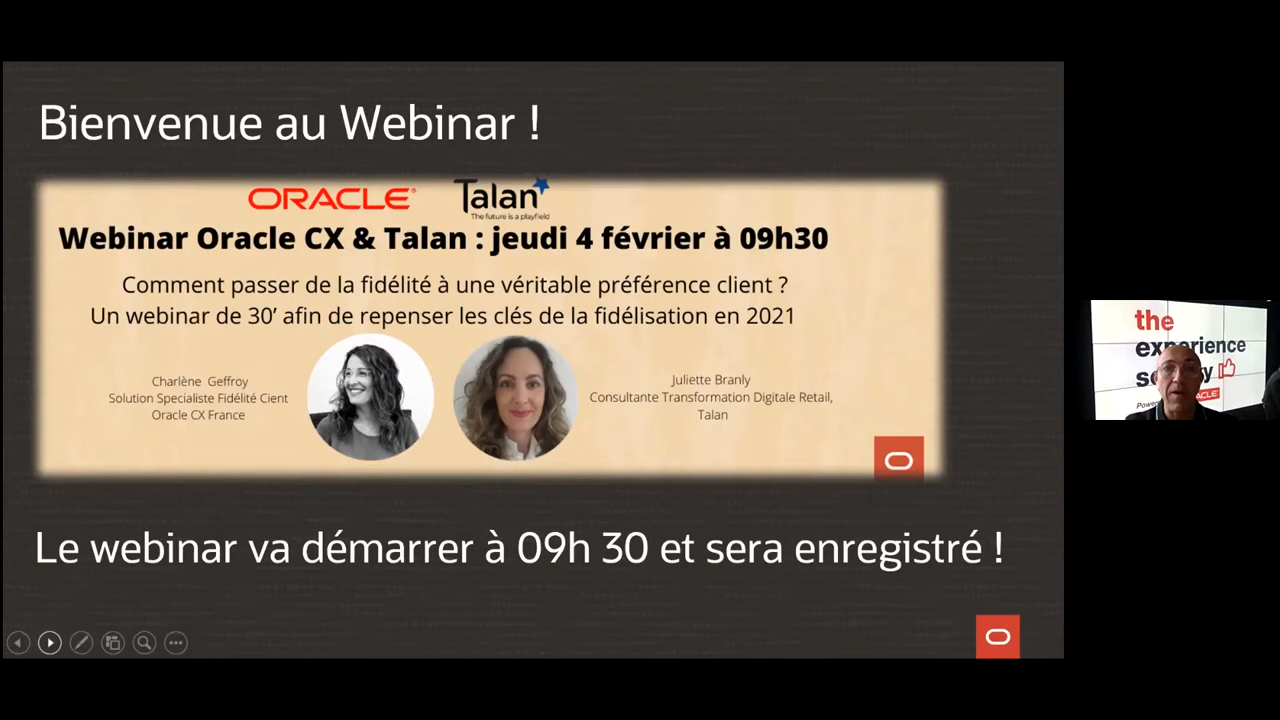 Bienvenue au Webinar !
ORACLE
Talan
The future is a playfield
Webinar Oracle CX & Talan : jeudi 4 février à 09h30
Comment passer de la fidélité à une véritable préférence client ?
Un webinar de 30’ afin de repenser les clés de la fidélisation en 2021
Charlène Geffroy
Solution Specialiste Fidélité Cient
Oracle CX France
Juliette Branly
Consultante Transformation Digitale Retail,
Talan
Le webinar va démarrer à 09h 30 et sera enregistré !
the